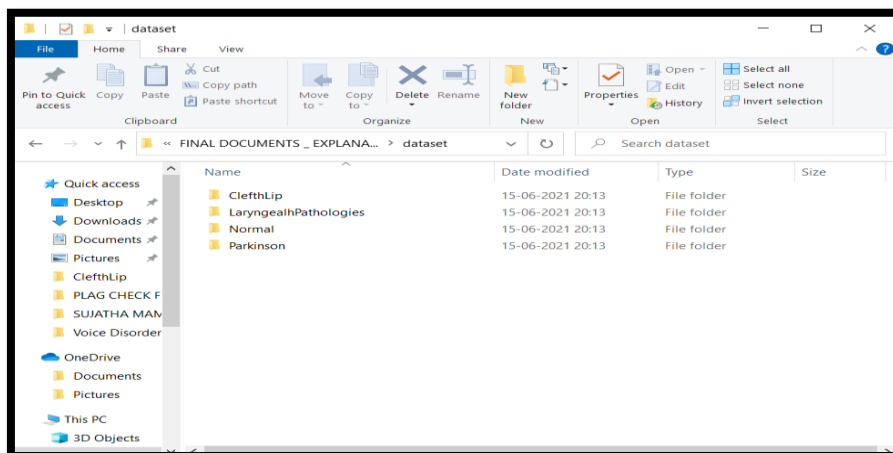 dataset
File Home Share View
Pin to Quick access
Copy
Paste
Cut
Copy path
Paste shortcut
Move to
Copy to
Delete
Rename
New folder
Properties
Open
Edit
History
Select all
Select none
Invert selection
Clipboard Organize New Open Select
« FINAL DOCUMENTS _ EXPLANA... > dataset
Search dataset
Name Date modified Type Size
ClefthLip 15-06-2021 20:13 File folder
LaryngealhPathologies 15-06-2021 20:13 File folder
Normal 15-06-2021 20:13 File folder
Parkinson 15-06-2021 20:13 File folder
Quick access
Desktop
Downloads
Documents
Pictures
ClefthLip
PLAG CHECK F
SUJATHA MAM
Voice Disorder
OneDrive
Documents
Pictures
This PC
3D Objects